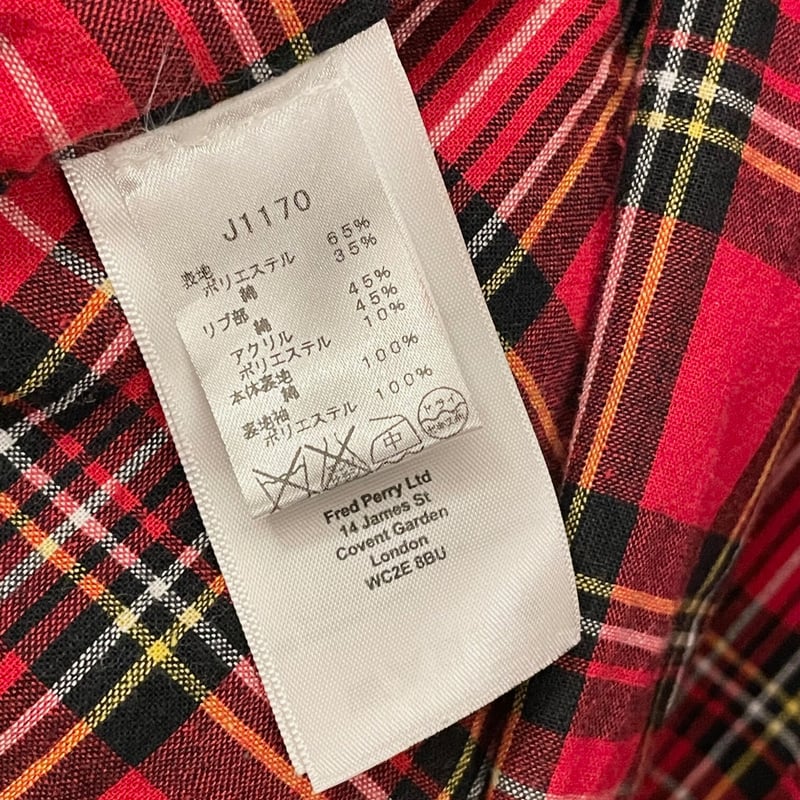 J1170
表地
ポリエステル 65%
綿 35%
リブ部
綿 45%
アクリル 45%
ポリエステル 10%
本体裏地
綿 100%
裏地袖
ポリエステル 100%
中
ドライ
Fred Perry Ltd
14 James St
Covent Garden
London
WC2E 8BU